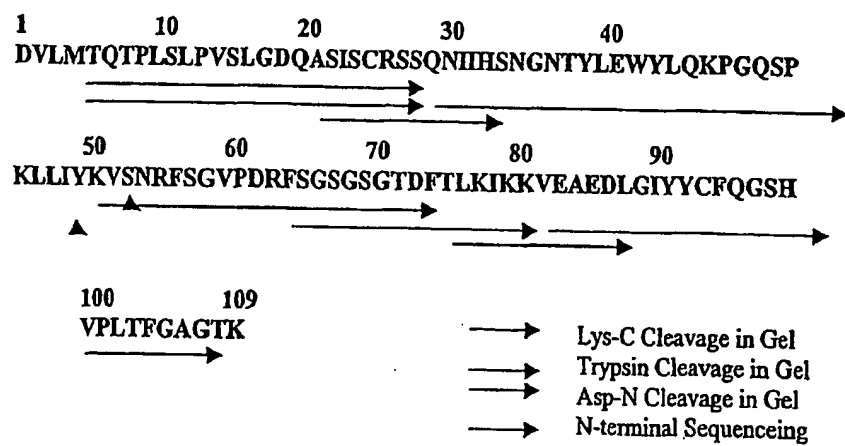 1 10 20 30 40
DVLMTQTPLSLPVSLGDQASISCRSSQNIIHSNGNTYLEWYLQKPGQSP
50 60 70 80 90
KLLIYKVSNRFSGVPDRFSGSGSGTDFTLKIKKVEAEDLGIYYCFQGSH
100 109
VPLTFGAGTK
Lys-C Cleavage in Gel
Trypsin Cleavage in Gel
Asp-N Cleavage in Gel
N-terminal Sequenceing